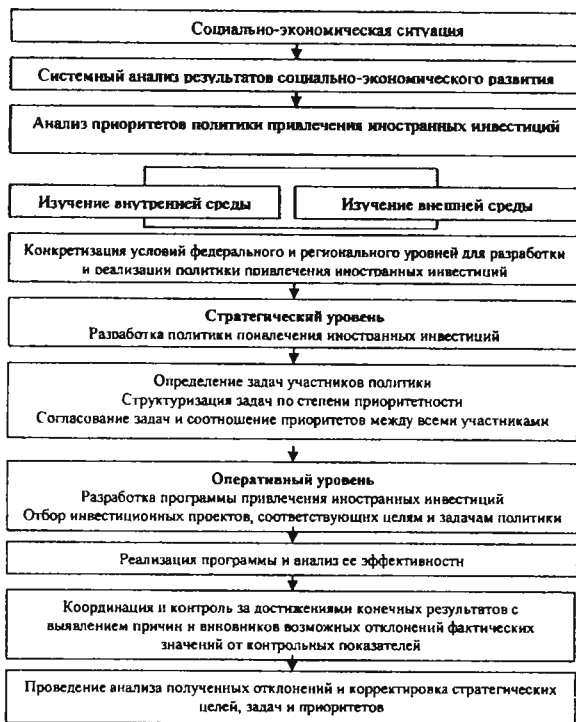 Социально-экономическая ситуация
Системный анализ результатов социально-экономического развития
Анализ приоритетов политики привлечения иностранных инвестиций
Изучение внутренней среды
Изучение внешней среды
Конкретизация условий федерального и регионального уровней для разработки
и реализации политики привлечения иностранных инвестиций
Стратегический уровень
Разработка политики привлечения иностранных инвестиций
Определение задач участников политики
Структуризация задач по степени приоритетности
Согласование задач и соотношение приоритетов между всеми участниками
Оперативный уровень
Разработка программы привлечения иностранных инвестиций
Отбор инвестиционных проектов, соответствующих целям и задачам политики
Реализация программы и анализ ее эффективности
Координация и контроль за достижениями конечных результатов с
выявлением причин и виновников возможных отклонений фактических
значений от контрольных показателей
Проведение анализа полученных отклонений и корректировка стратегических
целей, задач и приоритетов